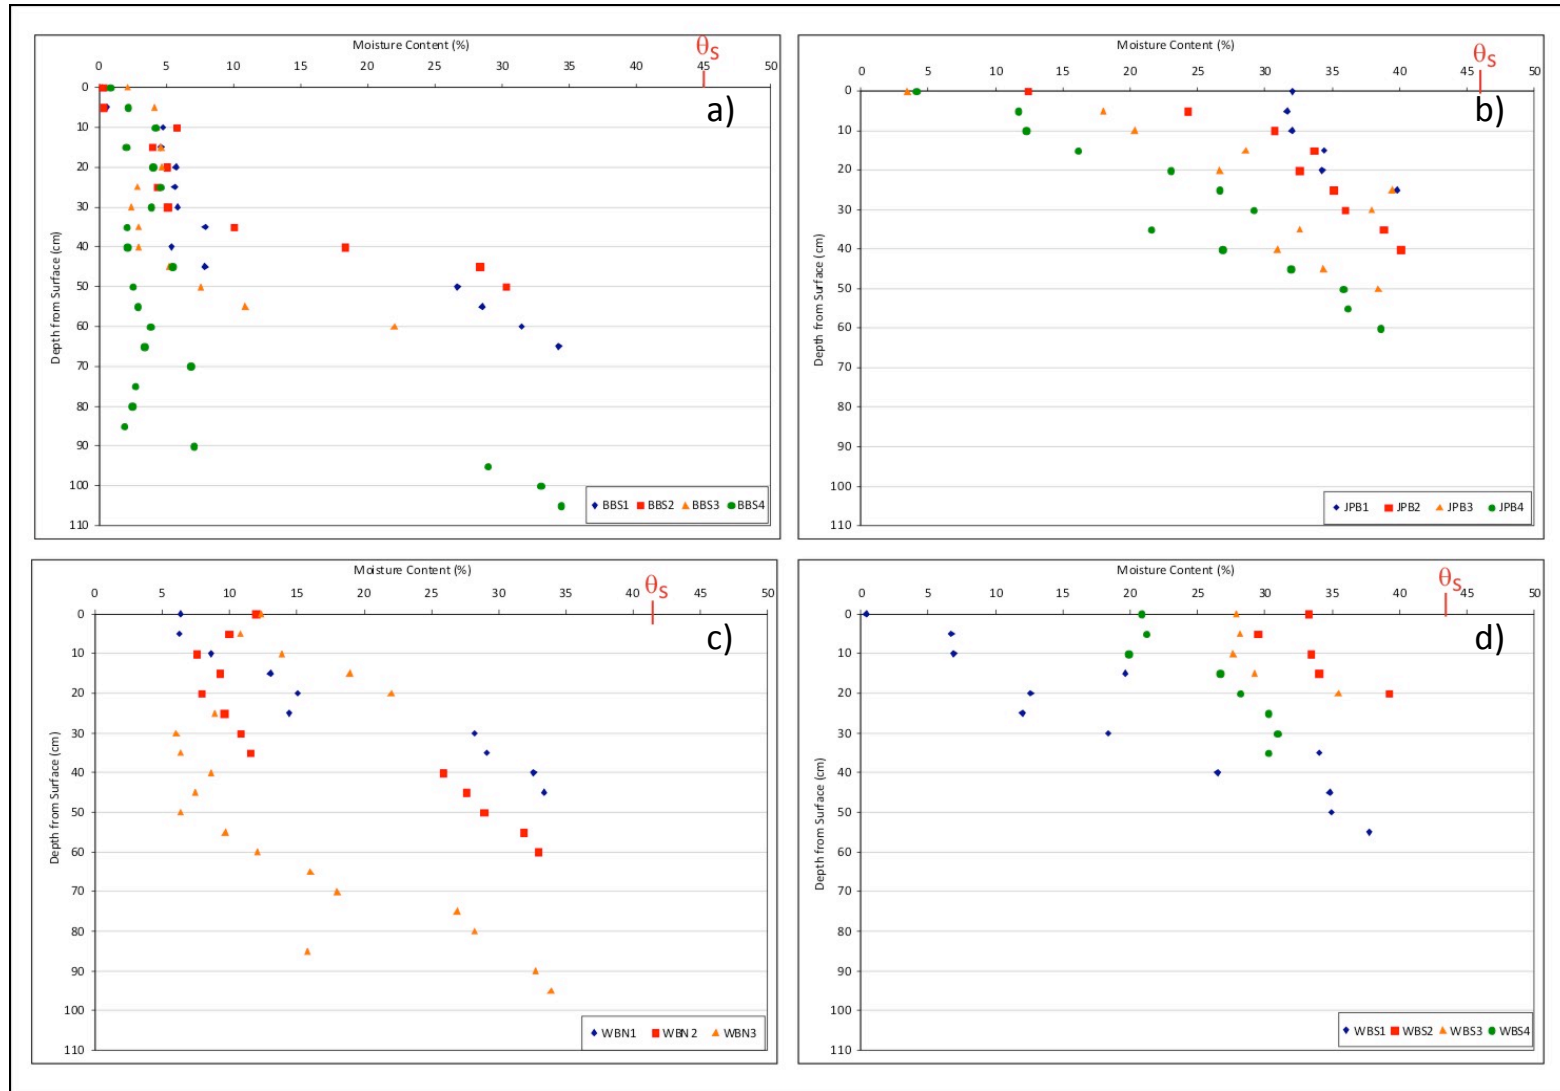 Moisture Content (%)
θs
0 5 10 15 20 25 30 35 40 45 50
a)
0
10
20
30
40
50
60
70
80
90
100
110
Depth from Surface (cm)
BBS1 BBS2 BBS3 BBS4
Moisture Content (%)
θs
0 5 10 15 20 25 30 35 40 45 50
b)
0
10
20
30
40
50
60
70
80
90
100
110
Depth from Surface (cm)
JPB1 JPB2 JPB3 JPB4
Moisture Content (%)
θs
0 5 10 15 20 25 30 35 40 45 50
c)
0
10
20
30
40
50
60
70
80
90
100
110
Depth from Surface (cm)
WBN1 WBN2 WBN3
Moisture Content (%)
θs
0 5 10 15 20 25 30 35 40 45 50
d)
0
10
20
30
40
50
60
70
80
90
100
110
Depth from Surface (cm)
WBS1 WBS2 WBS3 WBS4